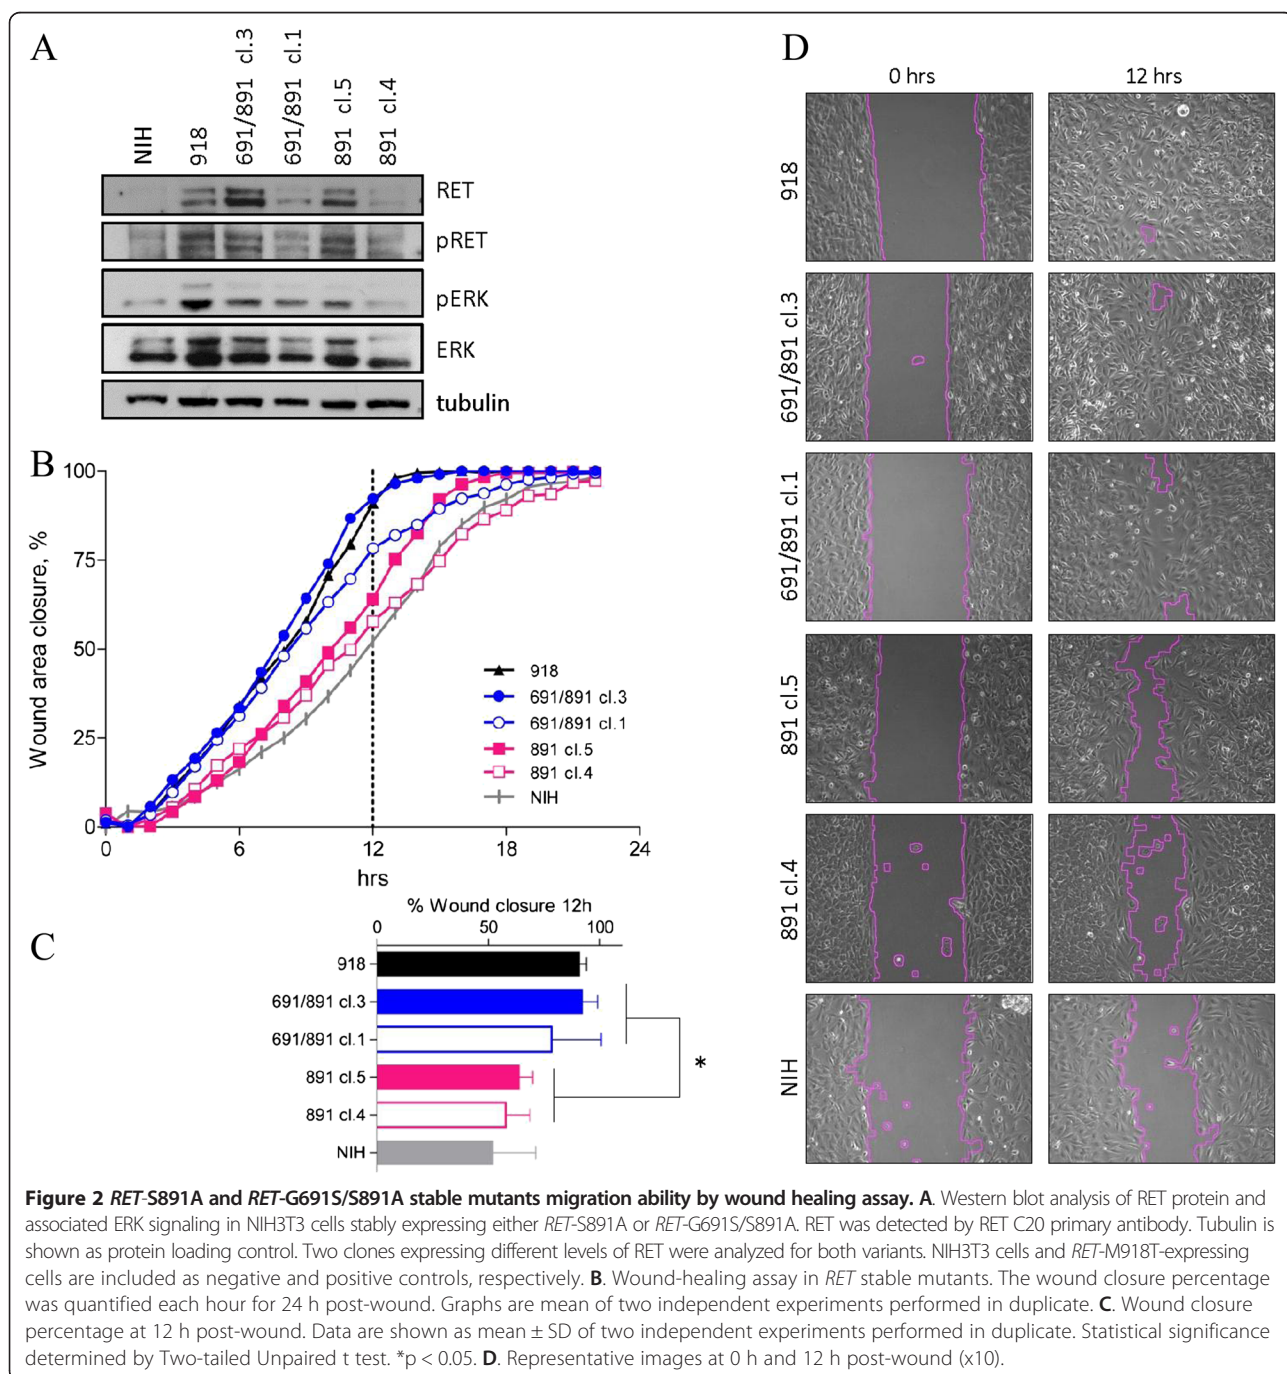 A
NIH
918
691/891 cl.3
691/891 cl.1
891 cl.5
891 cl.4
RET
pRET
pERK
ERK
tubulin
B
Wound area closure, %
100
75
50
25
0
0 6 12 18 24
hrs
918
691/891 cl.3
691/891 cl.1
891 cl.5
891 cl.4
NIH
C
% Wound closure 12h
0 50 100
918
691/891 cl.3
691/891 cl.1
891 cl.5
891 cl.4
NIH
*
D
0 hrs 12 hrs
918
691/891 cl.3
691/891 cl.1
891 cl.5
891 cl.4
NIH
Figure 2 RET-S891A and RET-G691S/S891A stable mutants migration ability by wound healing assay. A. Western blot analysis of RET protein and
associated ERK signaling in NIH3T3 cells stably expressing either RET-S891A or RET-G691S/S891A. RET was detected by RET C20 primary antibody. Tubulin is
shown as protein loading control. Two clones expressing different levels of RET were analyzed for both variants. NIH3T3 cells and RET-M918T-expressing
cells are included as negative and positive controls, respectively. B. Wound-healing assay in RET stable mutants. The wound closure percentage
was quantified each hour for 24 h post-wound. Graphs are mean of two independent experiments performed in duplicate. C. Wound closure
percentage at 12 h post-wound. Data are shown as mean ± SD of two independent experiments performed in duplicate. Statistical significance
determined by Two-tailed Unpaired t test. *p < 0.05. D. Representative images at 0 h and 12 h post-wound (x10).